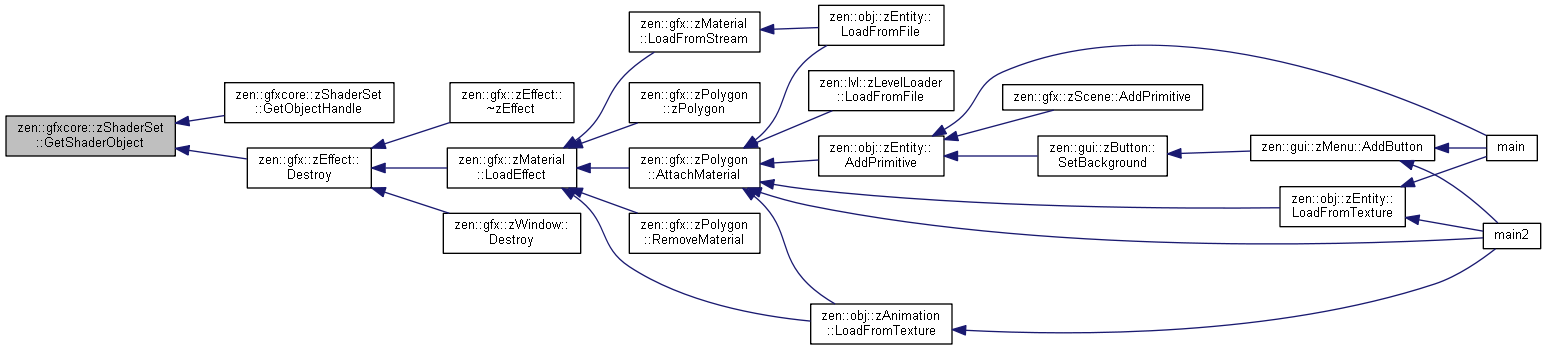 zen::gfxcore::zShaderSet
::GetShaderObject
zen::gfxcore::zShaderSet
::GetObjectHandle
zen::gfx::zEffect::
Destroy
zen::gfx::zEffect::
~zEffect
zen::gfx::zMaterial
::LoadEffect
zen::gfx::zWindow::
Destroy
zen::gfx::zMaterial
::LoadFromStream
zen::gfx::zPolygon
::zPolygon
zen::gfx::zPolygon
::AttachMaterial
zen::gfx::zPolygon
::RemoveMaterial
zen::obj::zEntity::
LoadFromFile
zen::lvl::zLevelLoader
::LoadFromFile
zen::obj::zEntity::
AddPrimitive
zen::obj::zAnimation
::LoadFromTexture
zen::gfx::zScene::AddPrimitive
zen::gui::zButton::
SetBackground
zen::gui::zMenu::AddButton
zen::obj::zEntity::
LoadFromTexture
main
main2